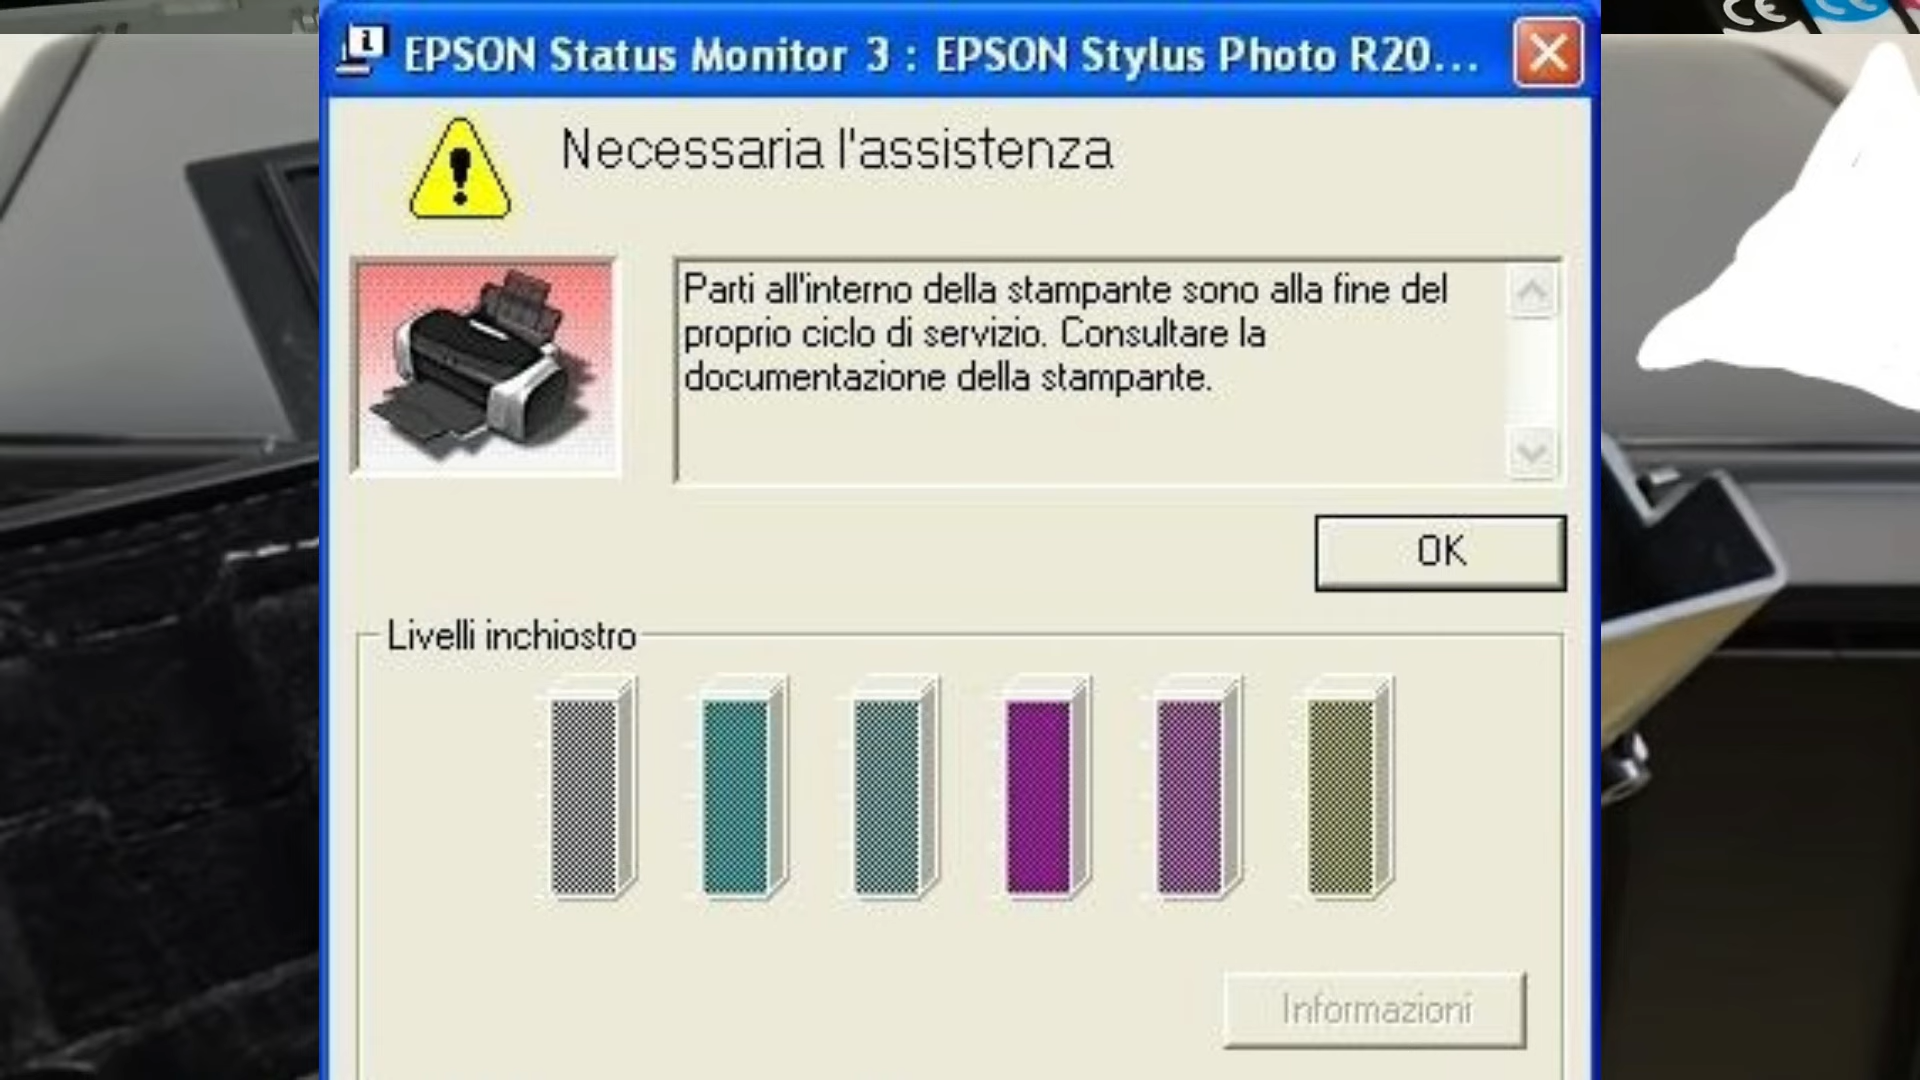 EPSON Status Monitor 3 : EPSON Stylus Photo R20...
Necessaria l'assistenza
Parti all'interno della stampante sono alla fine del
proprio ciclo di servizio. Consultare la
documentazione della stampante.
OK
Livelli inchiostro
Informazioni